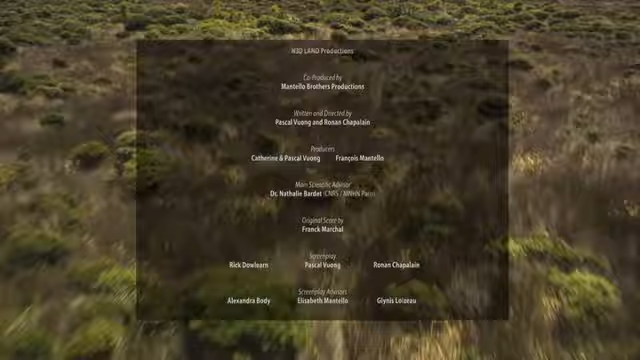 N3D LAND Productions
Co-Produced by
Mantello Brothers Productions
Written and Directed by
Pascal Vuong and Ronan Chapalain
Producers
Catherine & Pascal Vuong François Mantello
Main Scientific Advisor
Dr. Nathalie Bardet (CNRS / MNHN Paris)
Original Score by
Franck Marchal
Screenplay
Rick Dowlearn Pascal Vuong Ronan Chapalain
Screenplay Advisors
Alexandra Body Elisabeth Mantello Glynis Loizeau